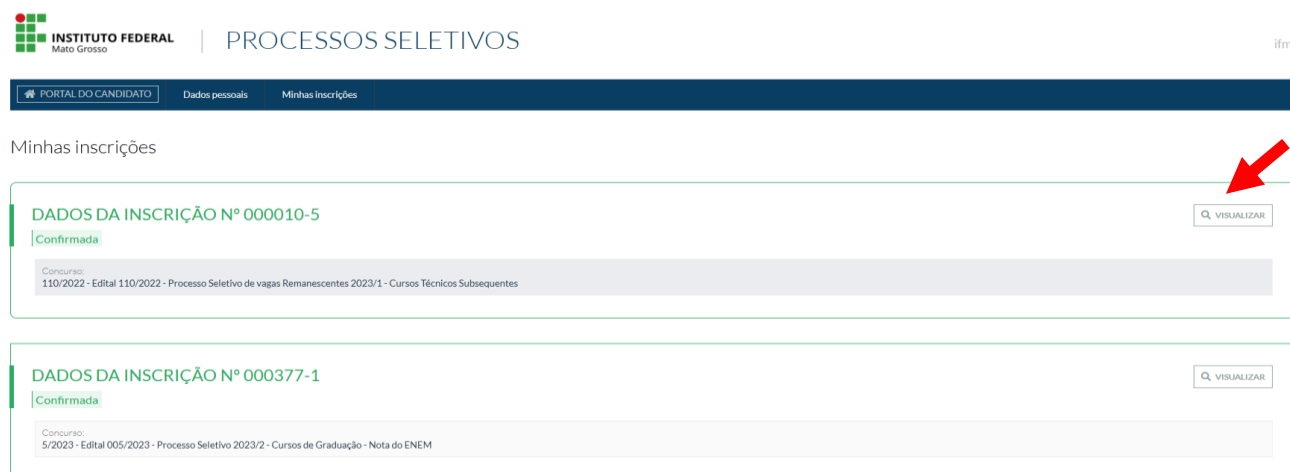 INSTITUTO FEDERAL
Mato Grosso
PROCESSOS SELETIVOS
ifm
PORTAL DO CANDIDATO Dados pessoais Minhas inscrições
Minhas inscrições
DADOS DA INSCRIÇÃO Nº 000010-5
VISUALIZAR
Confirmada
Concurso:
110/2022 - Edital 110/2022 - Processo Seletivo de vagas Remanescentes 2023/1 - Cursos Técnicos Subsequentes
DADOS DA INSCRIÇÃO Nº 000377-1
VISUALIZAR
Confirmada
Concurso:
5/2023 - Edital 005/2023 - Processo Seletivo 2023/2 - Cursos de Graduação - Nota do ENEM